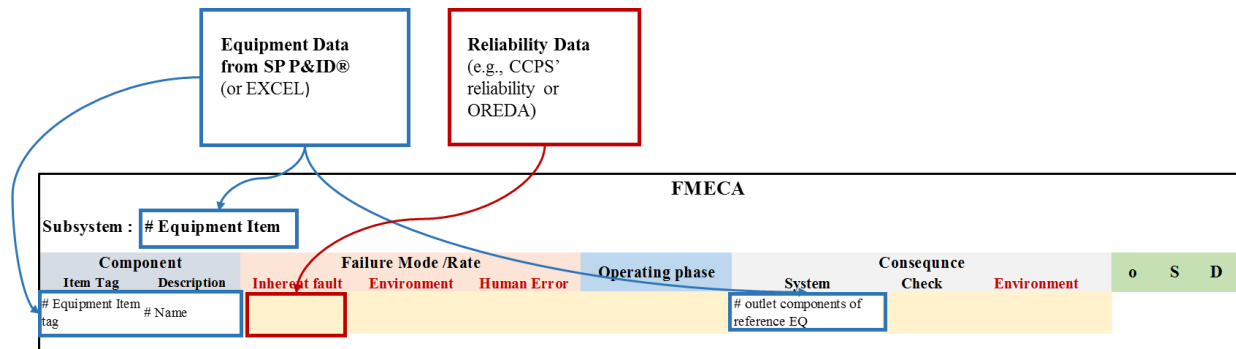 Equipment Data
from SP P&ID®
(or EXCEL)
Reliability Data
(e.g., CCPS’
reliability or
OREDA)
FMECA
Subsystem : # Equipment Item
Component
Failure Mode /Rate
Operating phase
Consequnce
o S D
Item Tag Description Inherent fault Environment Human Error System Check Environment
# Equipment Item
tag
# Name
# outlet components of
reference EQ